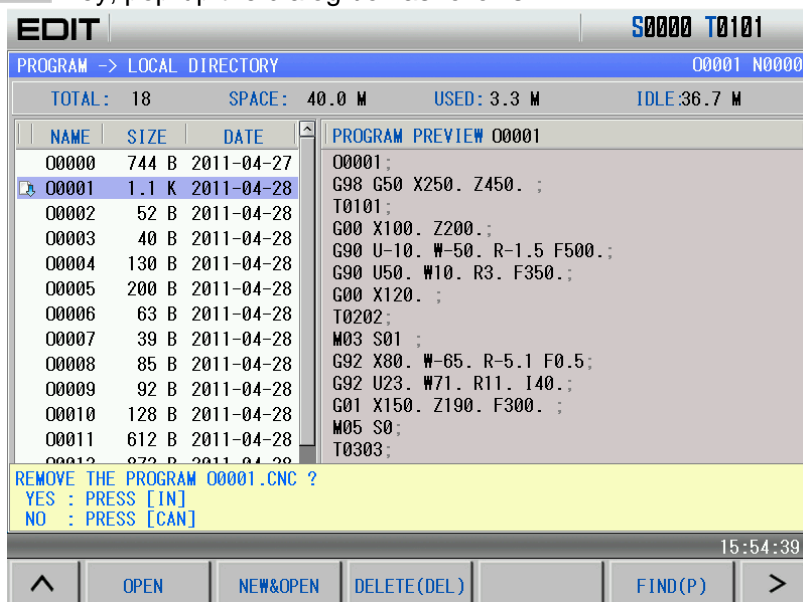 EDIT S0000 T0101
PROGRAM -> LOCAL DIRECTORY O0001 N0000
TOTAL: 18 SPACE: 40.0 M USED: 3.3 M IDLE:36.7 M
NAME SIZE DATE PROGRAM PREVIEW O0001
O0000 744 B 2011-04-27 O0001;
O0001 1.1 K 2011-04-28 G98 G50 X250. Z450. ;
O0002 52 B 2011-04-28 T0101;
O0003 40 B 2011-04-28 G00 X100. Z200.;
O0004 130 B 2011-04-28 G90 U-10. W-50. R-1.5 F500.;
O0005 200 B 2011-04-28 G90 U50. W10. R3. F350.;
O0006 63 B 2011-04-28 G00 X120. ;
O0007 39 B 2011-04-28 T0202;
O0008 85 B 2011-04-28 M03 S01 ;
O0009 92 B 2011-04-28 G92 X80. W-65. R-5.1 F0.5;
O0010 128 B 2011-04-28 G92 U23. W71. R11. I40.;
O0011 612 B 2011-04-28 G01 X150. Z190. F300. ;
M05 S0;
T0303;
REMOVE THE PROGRAM O0001.CNC ?
YES : PRESS [IN]
NO : PRESS [CAN]
15:54:39
OPEN NEW&OPEN DELETE(DEL) FIND(P) >